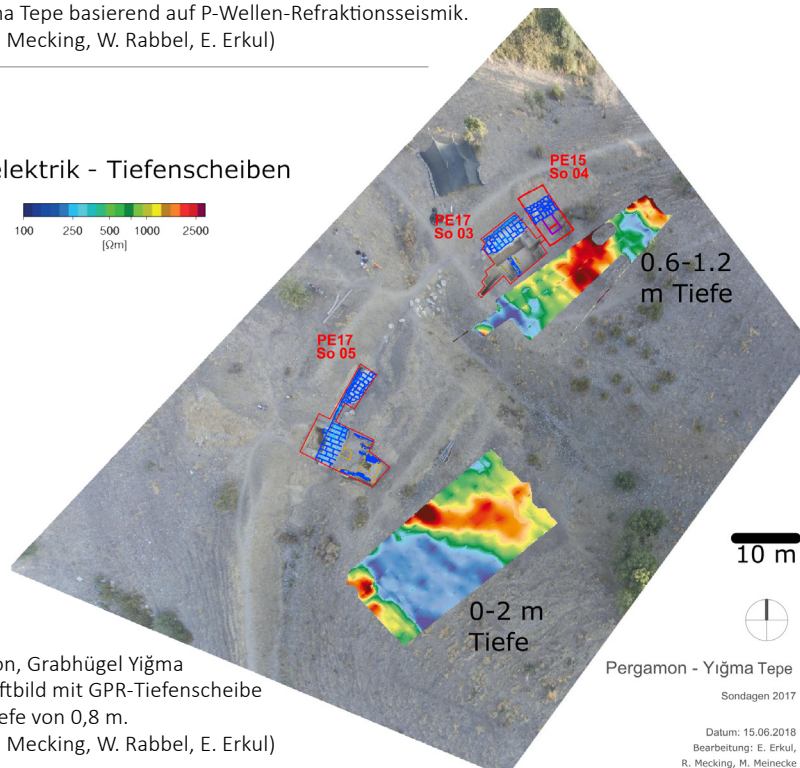 na Tepe basierend auf P-Wellen-Refraktionsseismik.
Mecking, W. Rabbel, E. Erkul)
elektrik - Tiefenscheiben
100 250 500 1000 2500
[Ωm]
PE15
So 04
PE17
So 03
0.6-1.2
m Tiefe
PE17
So 05
10 m
0-2 m
Tiefe
on, Grabhügel Yiğma
ftbild mit GPR-Tiefenscheibe
efe von 0,8 m.
Mecking, W. Rabbel, E. Erkul)
Pergamon - Yığma Tepe
Sondagen 2017
Datum: 15.06.2018
Bearbeitung: E. Erkul,
R. Mecking, M. Meinecke